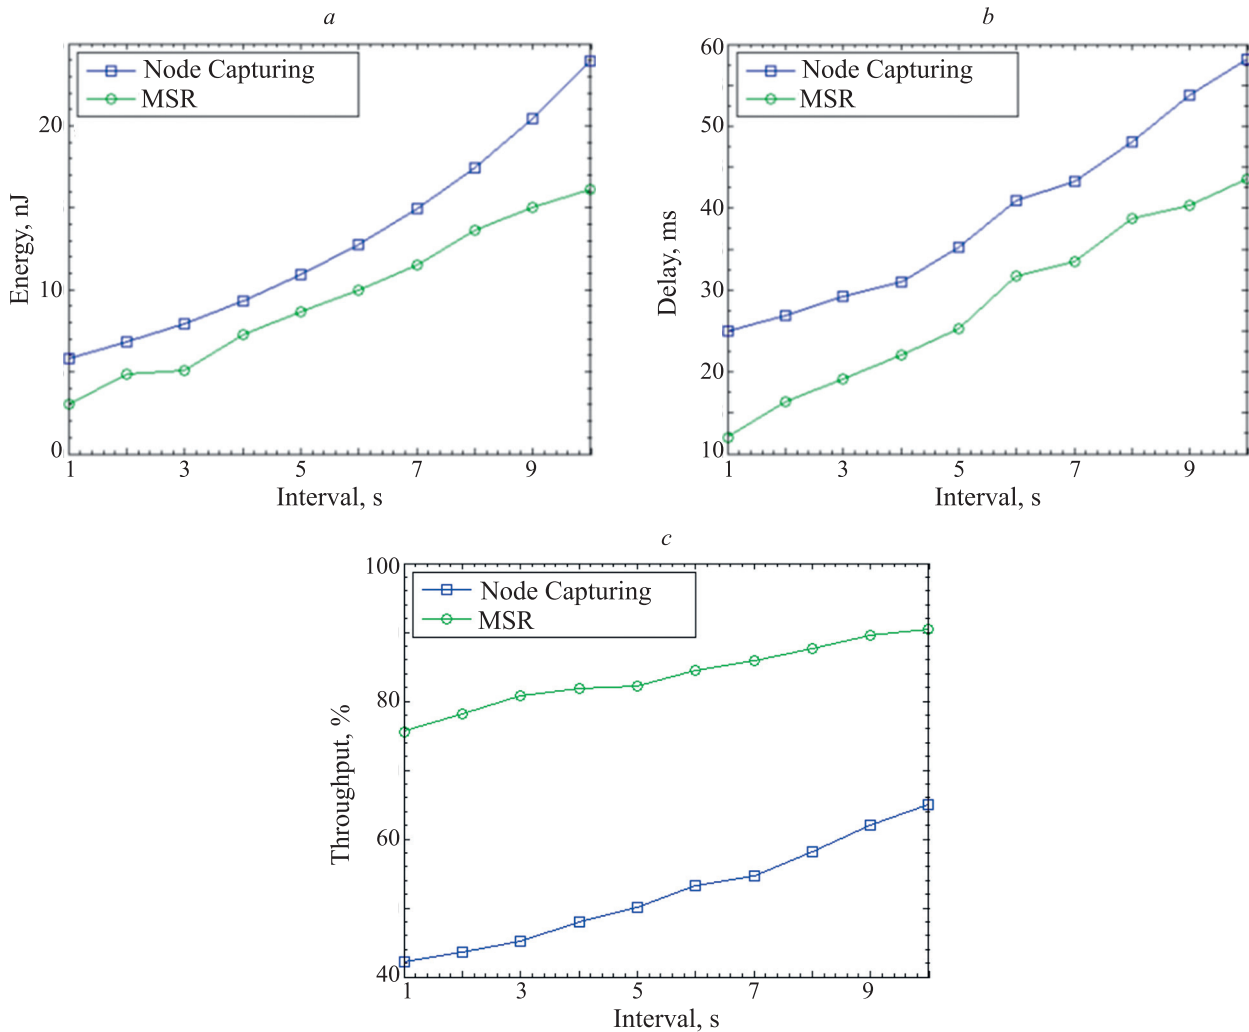 a
Node Capturing
MSR
20
10
0
Energy, nJ
1 3 5 7 9
Interval, s
b
Node Capturing
MSR
60
50
40
30
20
10
Delay, ms
1 3 5 7 9
Interval, s
c
Node Capturing
MSR
100
80
60
40
Throughput, %
1 3 5 7 9
Interval, s